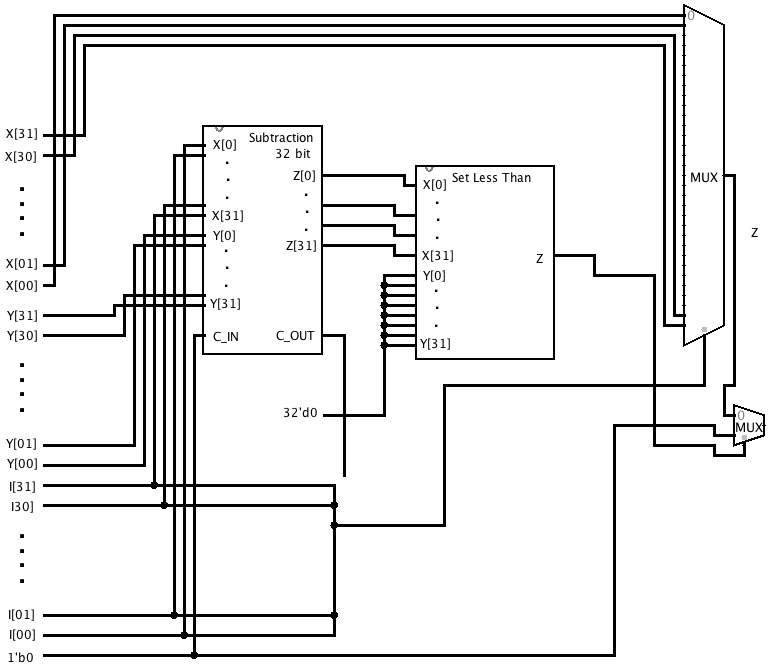 0
X[31]
X[30]
X[01]
X[00]
Y[31]
Y[30]
Y[01]
Y[00]
I[31]
I30]
I[01]
I[00]
1'b0
Subtraction
32 bit
X[0]
X[31]
Y[0]
Y[31]
C_IN
Z[0]
Z[31]
C_OUT
32'd0
Set Less Than
X[0]
X[31]
Y[0]
Y[31]
Z
MUX
Z
0
MUX